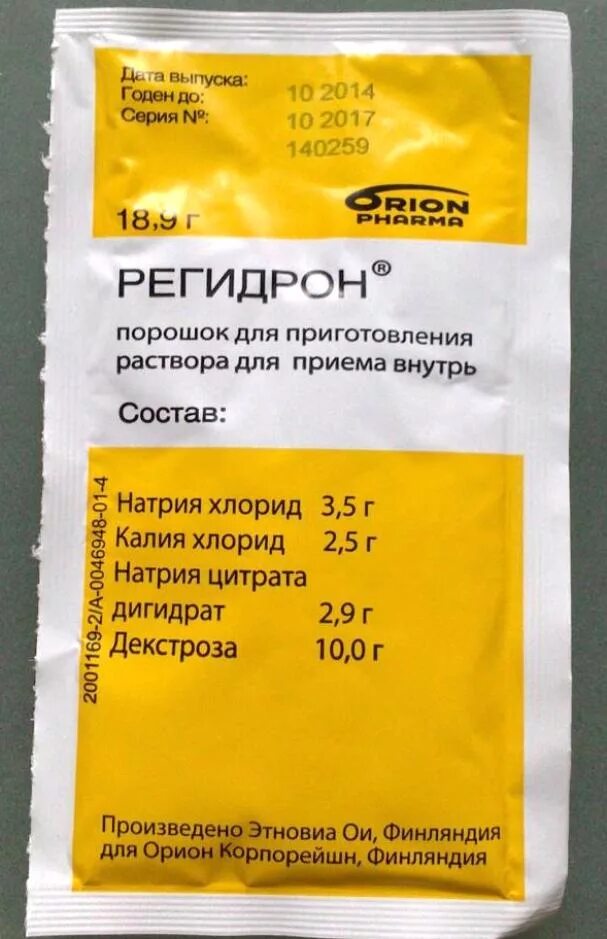 Дата выпуска:
Годен до: 10 2014
Серия №: 10 2017
140259
18,9 г
ORION
PHARMA
РЕГИДРОН®
порошок для приготовления
раствора для приема внутрь
Состав:
Натрия хлорид 3,5 г
Калия хлорид 2,5 г
Натрия цитрата
дигидрат 2,9 г
Декстроза 10,0 г
2001169-2/A-0046948-01-4
Произведено Этновиа Ои, Финляндия
для Орион Корпорейшн, Финляндия